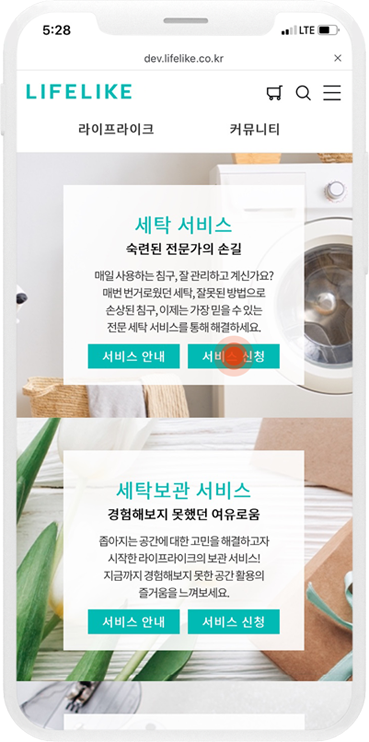 5:28
LTE
dev.lifelike.co.kr
LIFELIKE
라이프라이크 커뮤니티
세탁 서비스
숙련된 전문가의 손길
매일 사용하는 침구, 잘 관리하고 계신가요?
매번 번거로웠던 세탁, 잘못된 방법으로
손상된 침구, 이제는 가장 믿을 수 있는
전문 세탁 서비스를 통해 해결하세요.
서비스 안내 서비스 신청
세탁보관 서비스
경험해보지 못했던 여유로움
좁아지는 공간에 대한 고민을 해결하고자
시작한 라이프라이크의 보관 서비스!
지금까지 경험해보지 못한 공간 활용의
즐거움을 느껴보세요.
서비스 안내 서비스 신청